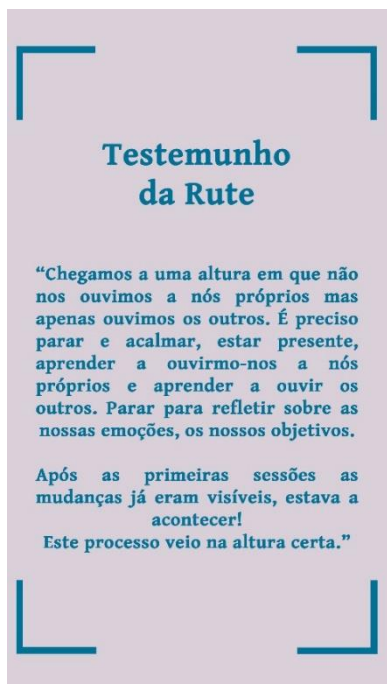 Testemunho
da Rute
“Chegamos a uma altura em que não
nos ouvimos a nós próprios mas
apenas ouvimos os outros. É preciso
parar e acalmar, estar presente,
aprender a ouvirmo-nos a nós
próprios e aprender a ouvir os
outros. Parar para refletir sobre as
nossas emoções, os nossos objetivos.
Após as primeiras sessões as
mudanças já eram visíveis, estava a
acontecer!
Este processo veio na altura certa.”